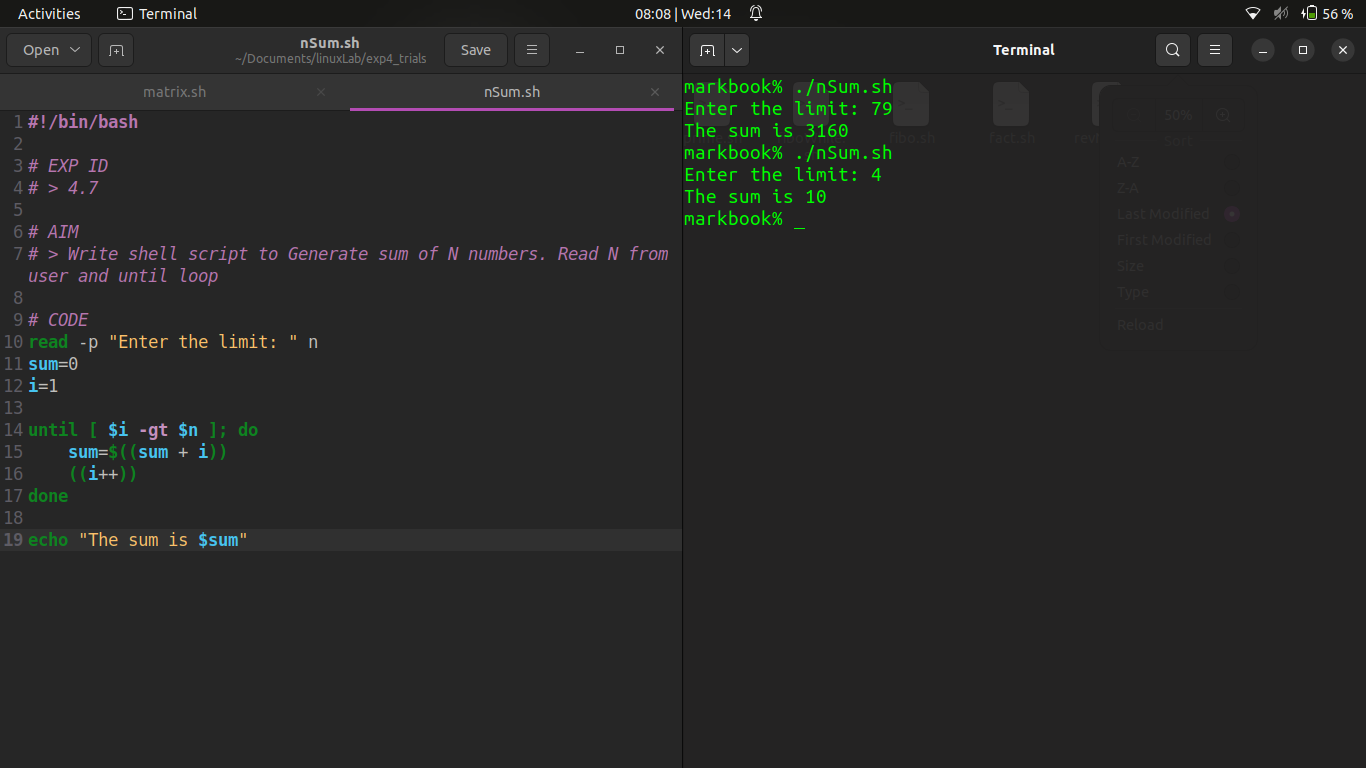 Activities Terminal 08:08 | Wed:14 56 %
Open nSum.sh Save
~/Documents/linuxLab/exp4_trials
matrix.sh nSum.sh
1 #!/bin/bash
2
3 # EXP ID
4 # > 4.7
5
6 # AIM
7 # > Write shell script to Generate sum of N numbers. Read N from
user and until loop
8
9 # CODE
10 read -p "Enter the limit: " n
11 sum=0
12 i=1
13
14 until [ $i -gt $n ]; do
15 sum=$((sum + i))
16 ((i++))
17 done
18
19 echo "The sum is $sum"
Terminal
markbook% ./nSum.sh
Enter the limit: 79
The sum is 3160
markbook% ./nSum.sh
Enter the limit: 4
The sum is 10
markbook% _
fibo.sh fact.sh
50%
Sort
A-Z
Z-A
Last Modified
First Modified
Size
Type
Reload